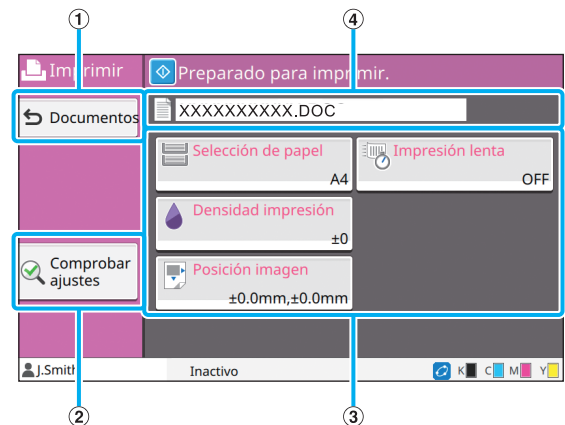 1
4
Imprimir
Preparado para imprimir.
Documentos
XXXXXXXXXX.DOC
Selección de papel
A4
Impresión lenta
OFF
Densidad impresión
±0
Comprobar
ajustes
Posición imagen
±0.0mm,±0.0mm
J.Smith
Inactivo
K C M Y
2
3